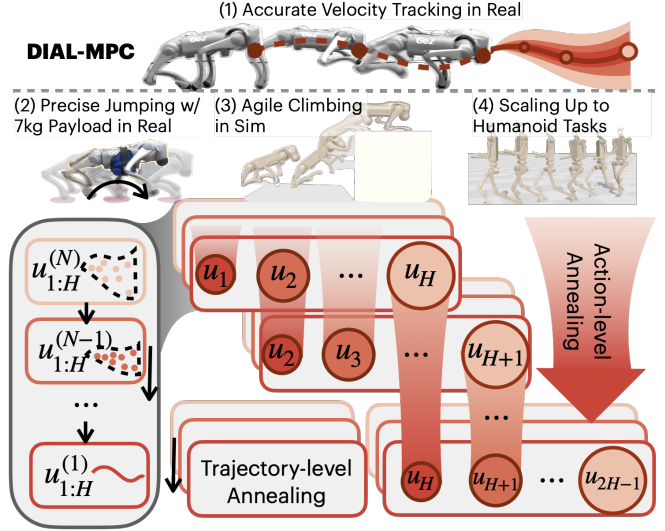 (1) Accurate Velocity Tracking in Real
DIAL-MPC
Go2
(2) Precise Jumping w/
7kg Payload in Real
(3) Agile Climbing
in Sim
(4) Scaling Up to
Humanoid Tasks
u_{1:H}^{(N)}
u_{1:H}^{(N-1)}
...
u_{1:H}^{(1)}
u_1 u_2 ... u_H
u_2 u_3 ... u_{H+1}
...
u_H u_{H+1} ... u_{2H-1}
Action-level
Annealing
Trajectory-level
Annealing